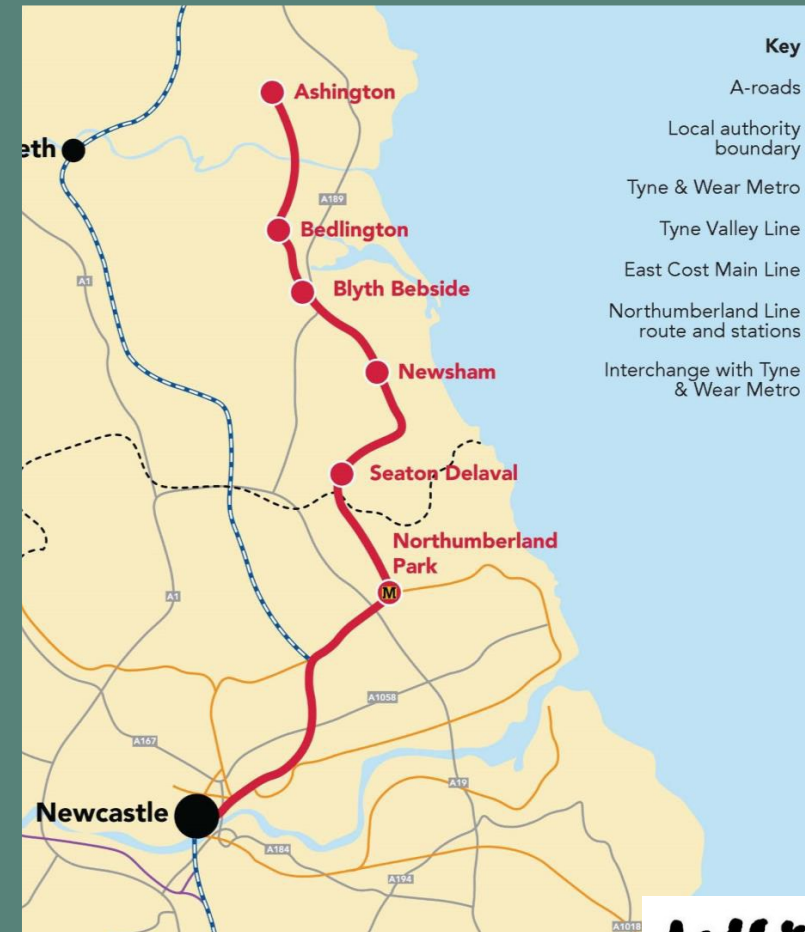 Key
A-roads
Local authority
boundary
Tyne & Wear Metro
Tyne Valley Line
East Cost Main Line
Northumberland Line
route and stations
Interchange with Tyne
& Wear Metro
Ashington
eth
A189
Bedlington
A1
Blyth Bebside
Newsham
Seaton Delaval
Northumberland
Park
M
A1
A1058
A167
A19
Newcastle
A184
A194
A1018